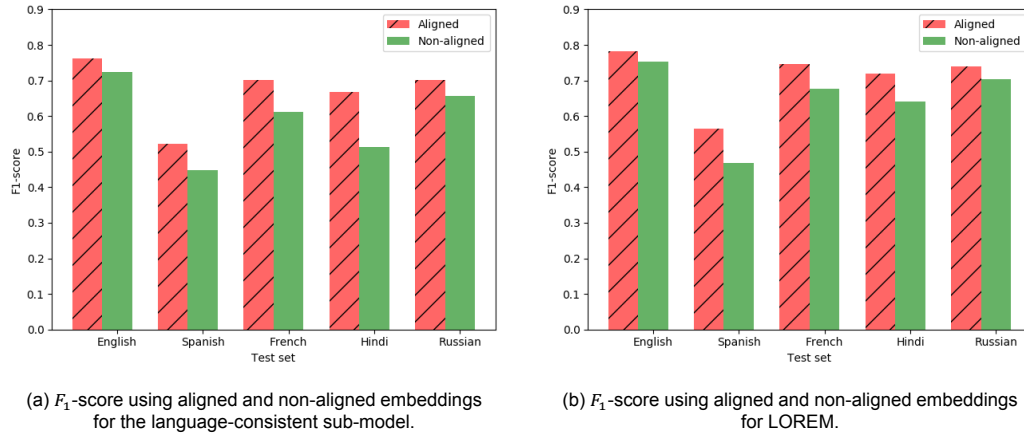 0.9
0.8
0.7
0.6
0.5
0.4
0.3
0.2
0.1
0.0
F1-score
Aligned
Non-aligned
English Spanish French Hindi Russian
Test set
(a) F₁-score using aligned and non-aligned embeddings
for the language-consistent sub-model.
0.9
0.8
0.7
0.6
0.5
0.4
0.3
0.2
0.1
0.0
F1-score
Aligned
Non-aligned
English Spanish French Hindi Russian
Test set
(b) F₁-score using aligned and non-aligned embeddings
for LOREM.